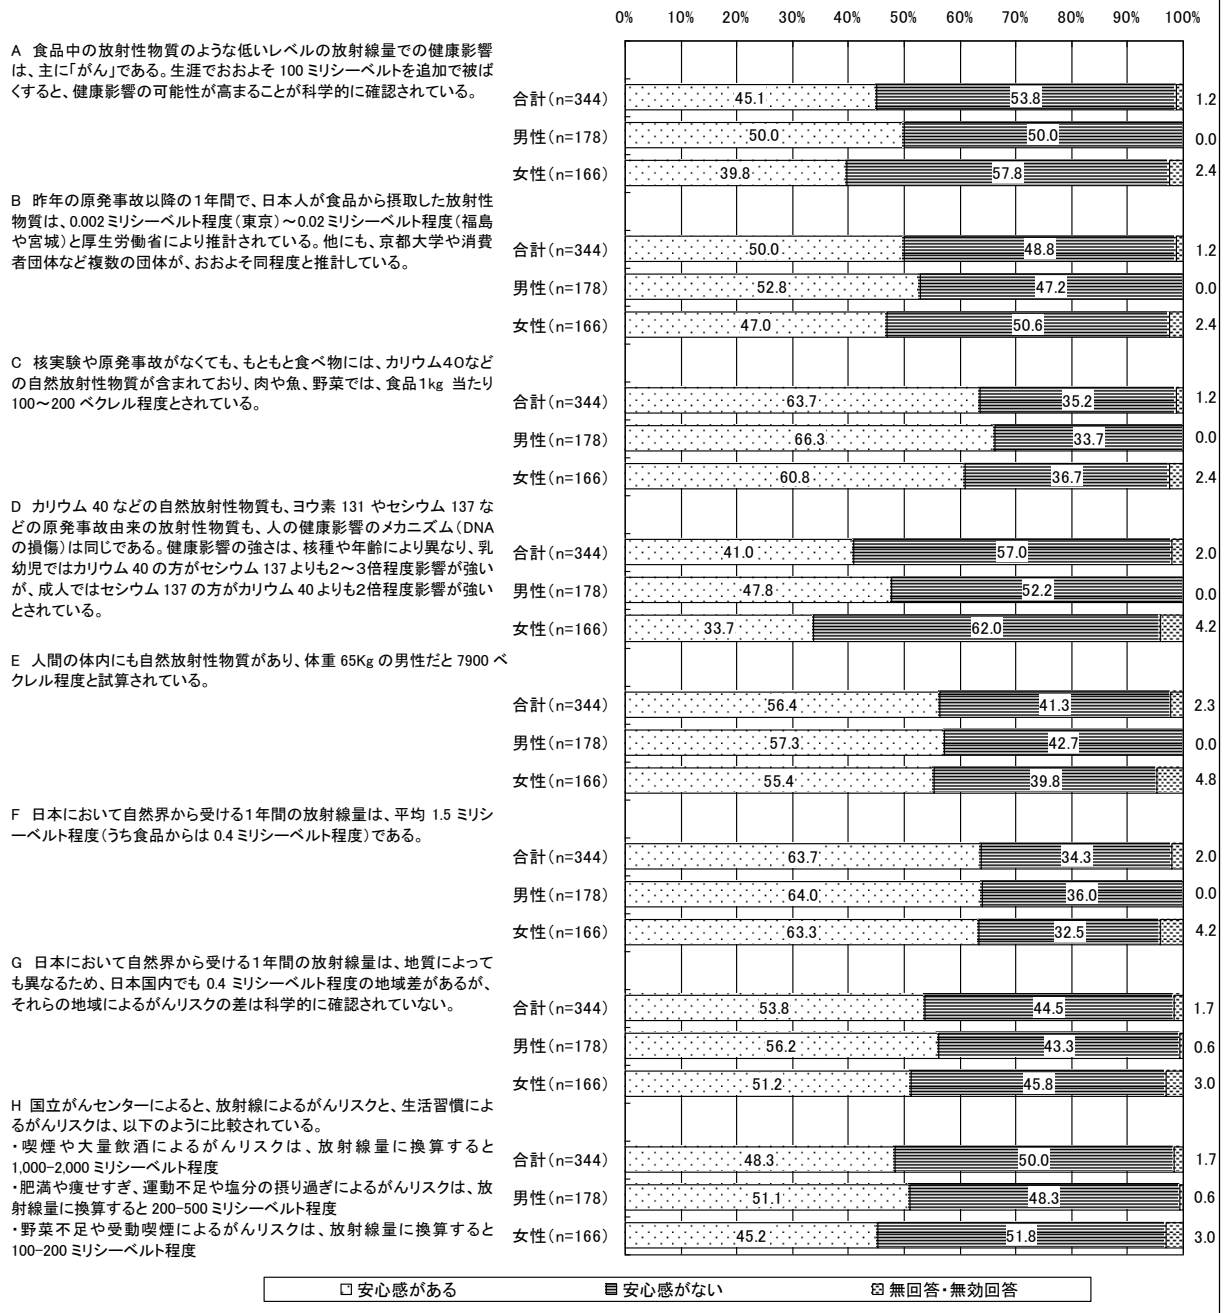 0% 10% 20% 30% 40% 50% 60% 70% 80% 90% 100%
A 食品中の放射性物質のような低いレベルの放射線量での健康影響
は、主に「がん」である。生涯でおおよそ 100 ミリシーベルトを追加で被ば
くすると、健康影響の可能性が高まることが科学的に確認されている。
合計(n=344) 45.1 53.8 1.2
男性(n=178) 50.0 50.0 0.0
女性(n=166) 39.8 57.8 2.4
B 昨年の原発事故以降の1年間で、日本人が食品から摂取した放射性
物質は、0.002ミリシーベルト程度(東京)~0.02ミリシーベルト程度(福島
や宮城)と厚生労働省により推計されている。他にも、京都大学や消費
者団体など複数の団体が、おおよそ同程度と推計している。
合計(n=344) 50.0 48.8 1.2
男性(n=178) 52.8 47.2 0.0
女性(n=166) 47.0 50.6 2.4
C 核実験や原発事故がなくても、もともと食べ物には、カリウム40など
の自然放射性物質が含まれており、肉や魚、野菜では、食品1kg 当たり
100~200 ベクレル程度とされている。
合計(n=344) 63.7 35.2 1.2
男性(n=178) 66.3 33.7 0.0
女性(n=166) 60.8 36.7 2.4
D カリウム 40 などの自然放射性物質も、ヨウ素 131 やセシウム 137 な
どの原発事故由来の放射性物質も、人の健康影響のメカニズム(DNA
の損傷)は同じである。健康影響の強さは、核種や年齢により異なり、乳
幼児ではカリウム 40 の方がセシウム 137 よりも2~3倍程度影響が強い
が、成人ではセシウム 137 の方がカリウム 40 よりも2倍程度影響が強い
とされている。
合計(n=344) 41.0 57.0 2.0
男性(n=178) 47.8 52.2 0.0
女性(n=166) 33.7 62.0 4.2
E 人間の体内にも自然放射性物質があり、体重 65Kg の男性だと 7900 ベ
クレル程度と試算されている。
合計(n=344) 56.4 41.3 2.3
男性(n=178) 57.3 42.7 0.0
女性(n=166) 55.4 39.8 4.8
F 日本において自然界から受ける1年間の放射線量は、平均 1.5 ミリシ
ーベルト程度(うち食品からは 0.4 ミリシーベルト程度)である。
合計(n=344) 63.7 34.3 2.0
男性(n=178) 64.0 36.0 0.0
女性(n=166) 63.3 32.5 4.2
G 日本において自然界から受ける1年間の放射線量は、地質によって
も異なるため、日本国内でも 0.4 ミリシーベルト程度の地域差があるが、
それらの地域によるがんリスクの差は科学的に確認されていない。
合計(n=344) 53.8 44.5 1.7
男性(n=178) 56.2 43.3 0.6
女性(n=166) 51.2 45.8 3.0
H 国立がんセンターによると、放射線によるがんリスクと、生活習慣によ
るがんリスクは、以下のように比較されている。
・喫煙や大量飲酒によるがんリスクは、放射線量に換算すると
1,000-2,000 ミリシーベルト程度
・肥満や痩せすぎ、運動不足や塩分の摂り過ぎによるがんリスクは、放
射線量に換算すると 200-500 ミリシーベルト程度
・野菜不足や受動喫煙によるがんリスクは、放射線量に換算すると
100-200 ミリシーベルト程度
合計(n=344) 48.3 50.0 1.7
男性(n=178) 51.1 48.3 0.6
女性(n=166) 45.2 51.8 3.0
安心感がある 安心感がない 無回答・無効回答